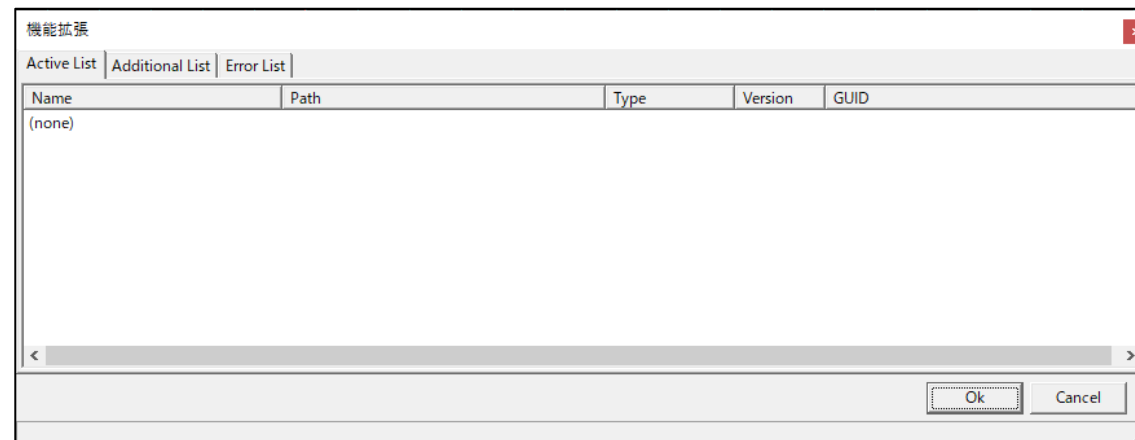 機能拡張
Active List Additional List Error List
Name Path Type Version GUID
(none)
Ok Cancel